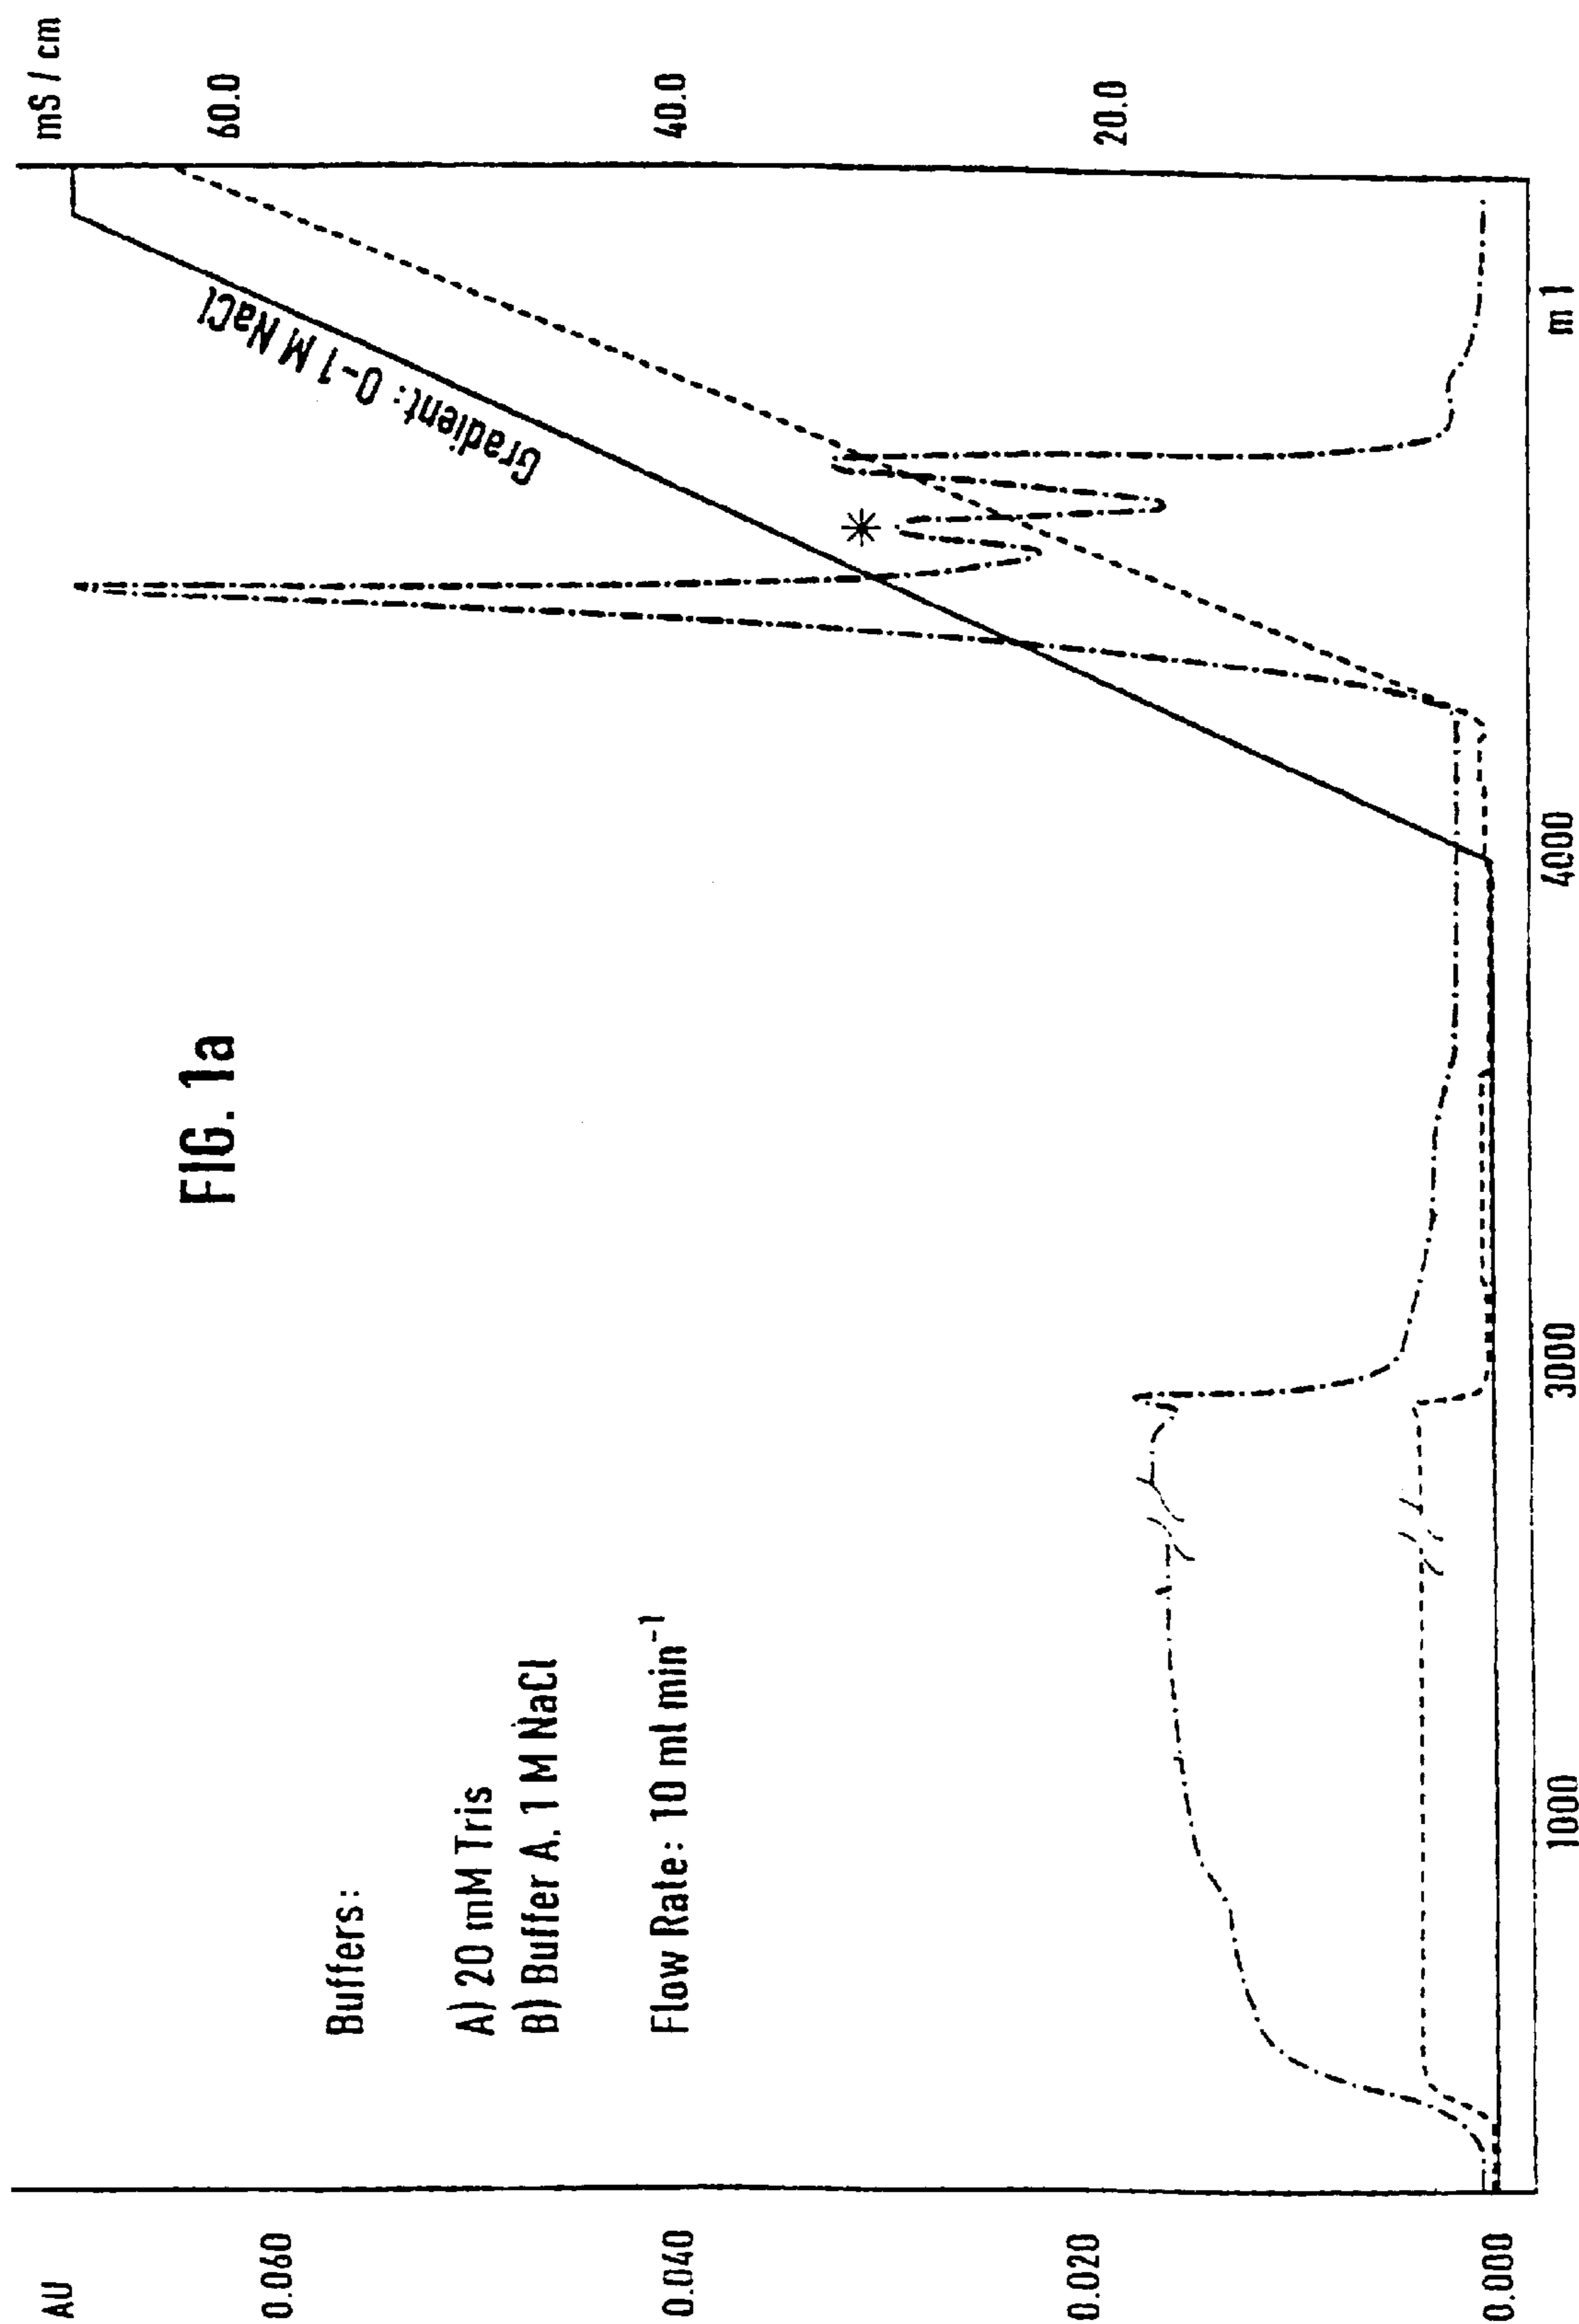 FIG. 1a
AU
0.060
0.040
0.020
0.000
Buffers:
A) 20 mM Tris
B) Buffer A, 1 M NaCl
Flow Rate: 10 ml min⁻¹
Gradient: 0-1 M NaCl
*
mS / cm
60.0
40.0
20.0
1000
3000
4000
ml